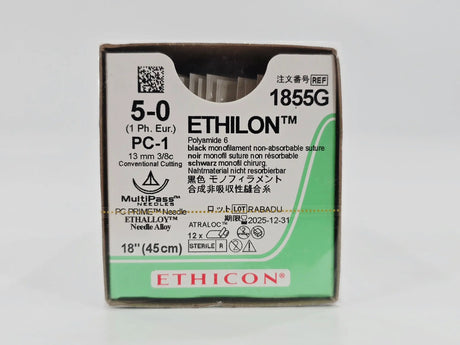 注文番号 REF
1855G
5-0
(1 Ph. Eur.)
PC-1
13 mm 3/8c
Conventional Cutting
MultiPass™
NEEDLES
PC PRIME™ Needle
ETHALLOY™
Needle Alloy
18" (45cm)
ETHILON™
Polyamide 6
black monofilament non-absorbable suture
noir monofil suture non résorbable
schwarz monofil chirurg.
Nahtmaterial nicht resorbierbar
黒色 モノフィラメント
合成非吸収性縫合糸
ロット LOT RABADU
期限 2025-12-31
ATRALOC™
12 x
STERILE R
2
ETHICON®